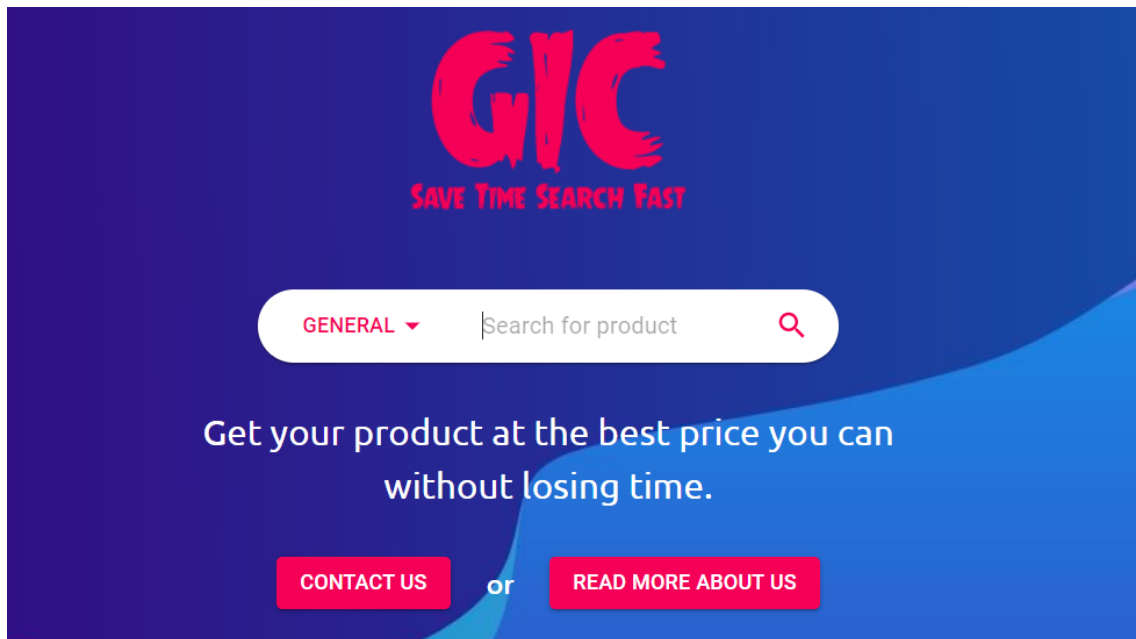 GIC
SAVE TIME SEARCH FAST
GENERAL
Search for product
Get your product at the best price you can
without losing time.
CONTACT US or READ MORE ABOUT US